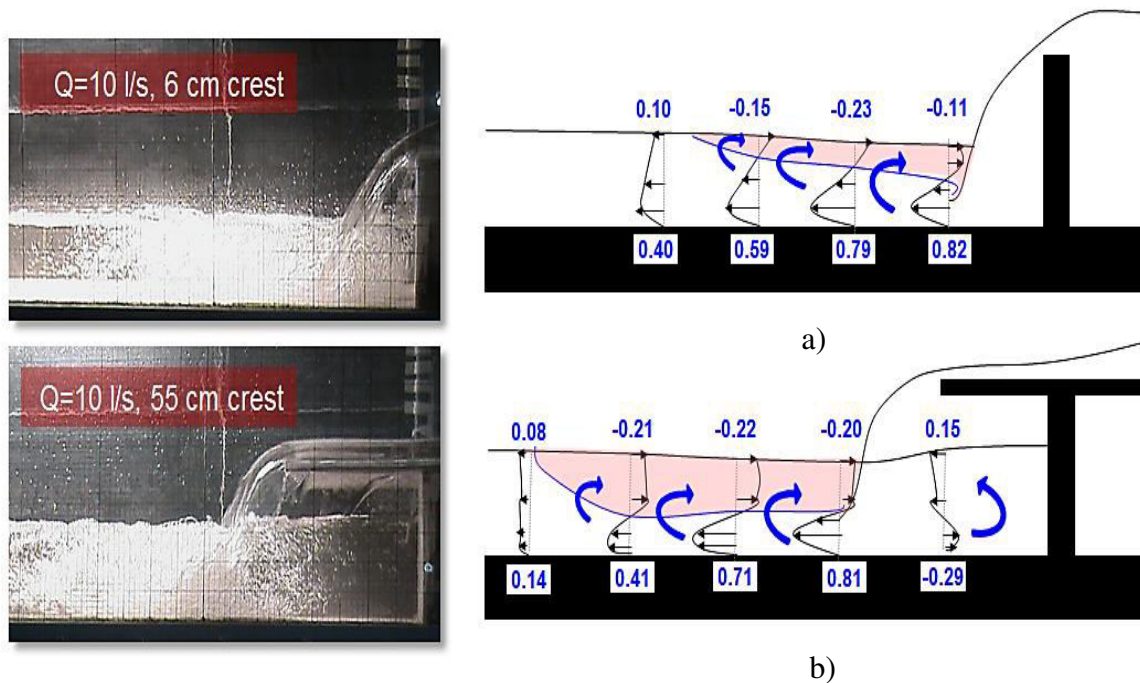 Q=10 l/s, 6 cm crest
0.10 -0.15 -0.23 -0.11
0.40 0.59 0.79 0.82
a)
Q=10 l/s, 55 cm crest
0.08 -0.21 -0.22 -0.20 0.15
0.14 0.41 0.71 0.81 -0.29
b)